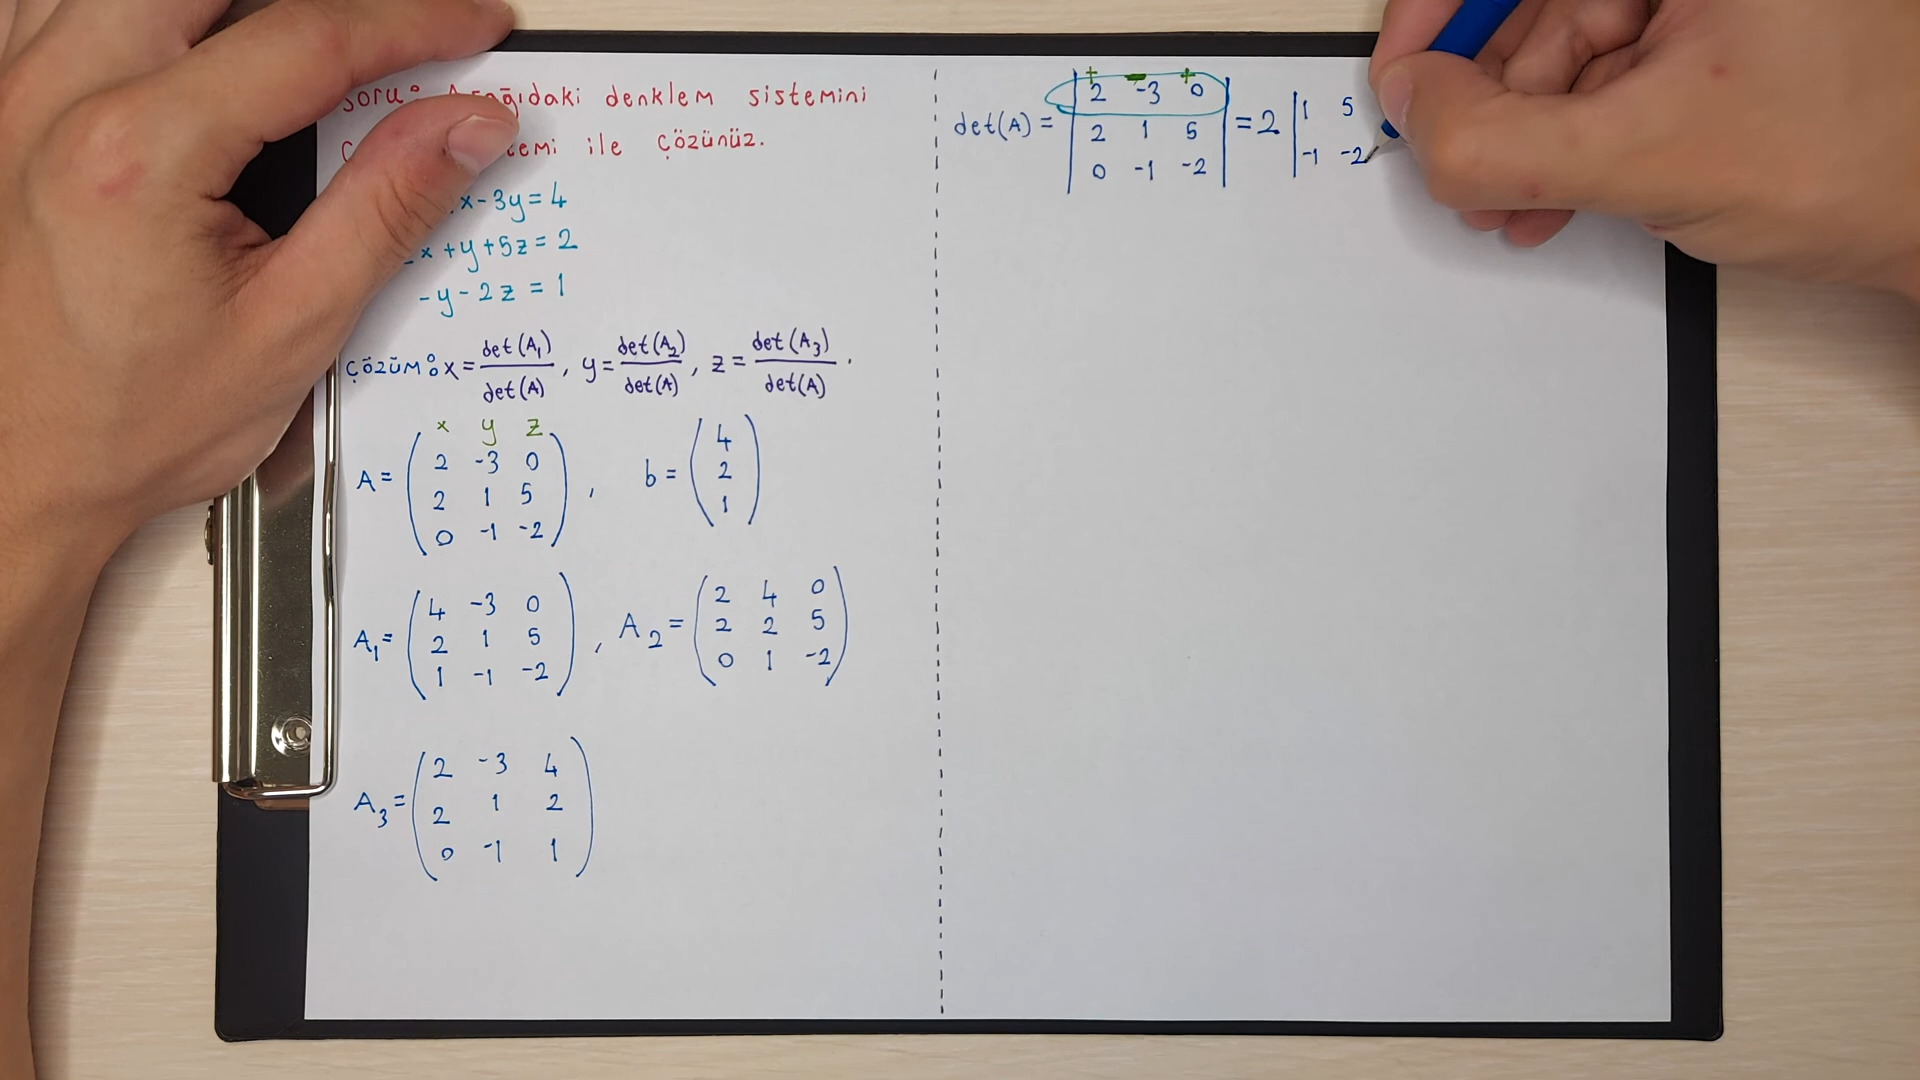 Soru: denklem sistemini
ile çözünüz.
x-3y=4
x+y+5z=2
-y-2z=1
Çözüm: x = det(A₁)/det(A), y = det(A₂)/det(A), z = det(A₃)/det(A).
x y z
A = ( 2 -3 0 ; 2 1 5 ; 0 -1 -2 ), b = ( 4 ; 2 ; 1 )
A₁ = ( 4 -3 0 ; 2 1 5 ; 1 -1 -2 ), A₂ = ( 2 4 0 ; 2 2 5 ; 0 1 -2 )
A₃ = ( 2 -3 4 ; 2 1 2 ; 0 -1 1 )
+ - +
det(A) = | 2 -3 0 ; 2 1 5 ; 0 -1 -2 | = 2 | 1 5 ; -1 -2